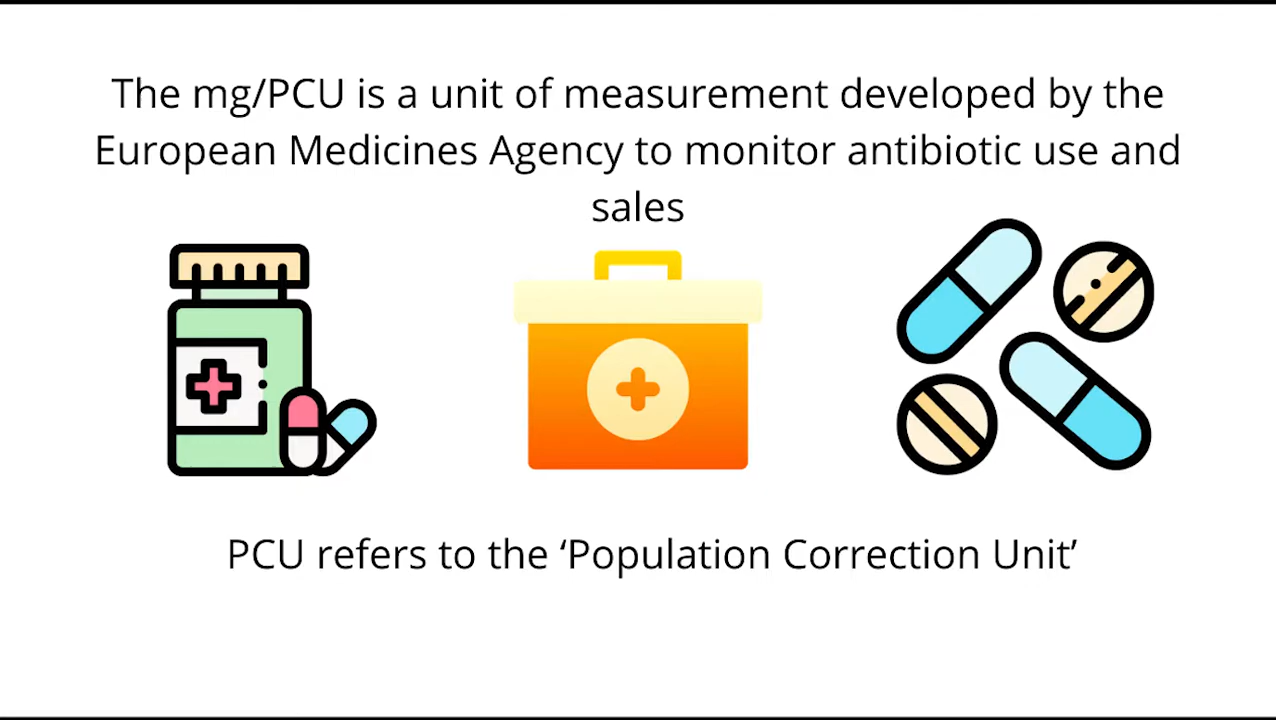 The mg/PCU is a unit of measurement developed by the
European Medicines Agency to monitor antibiotic use and
sales
PCU refers to the ‘Population Correction Unit’